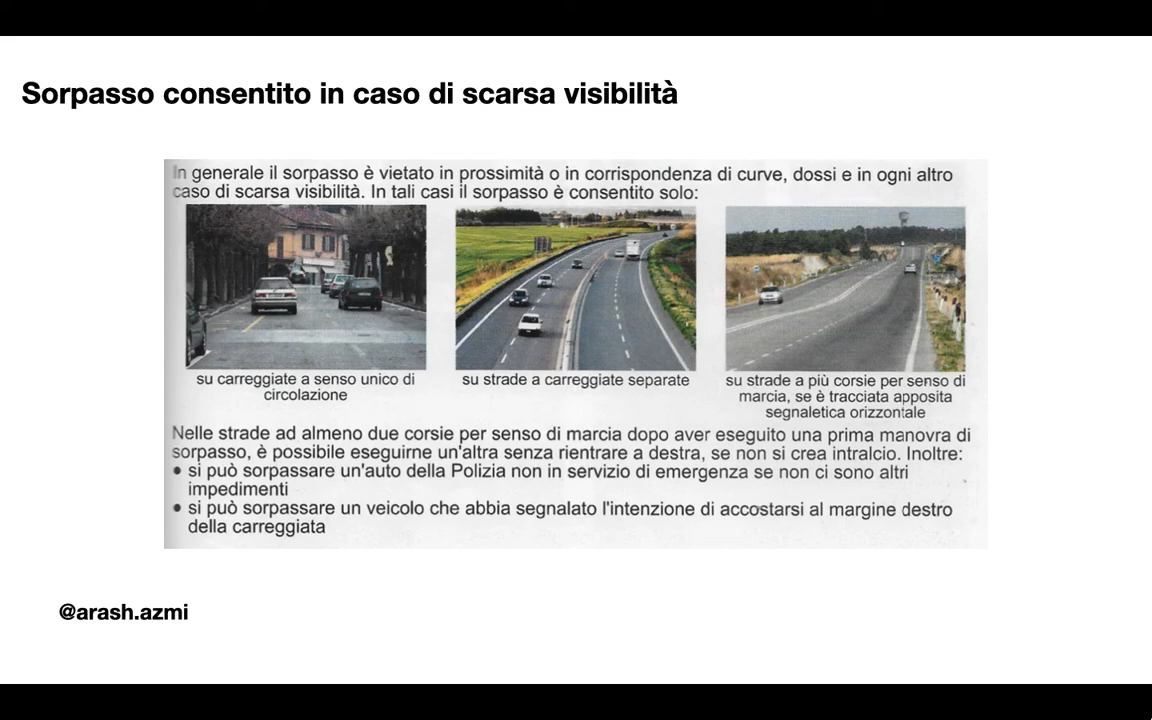 Sorpasso consentito in caso di scarsa visibilità
In generale il sorpasso è vietato in prossimità o in corrispondenza di curve, dossi e in ogni altro
caso di scarsa visibilità. In tali casi il sorpasso è consentito solo:
su carreggiate a senso unico di
circolazione
su strade a carreggiate separate
su strade a più corsie per senso di
marcia, se è tracciata apposita
segnaletica orizzontale
Nelle strade ad almeno due corsie per senso di marcia dopo aver eseguito una prima manovra di
sorpasso, è possibile eseguirne un'altra senza rientrare a destra, se non si crea intralcio. Inoltre:
• si può sorpassare un'auto della Polizia non in servizio di emergenza se non ci sono altri
impedimenti
• si può sorpassare un veicolo che abbia segnalato l'intenzione di accostarsi al margine destro
della carreggiata
@arash.azmi